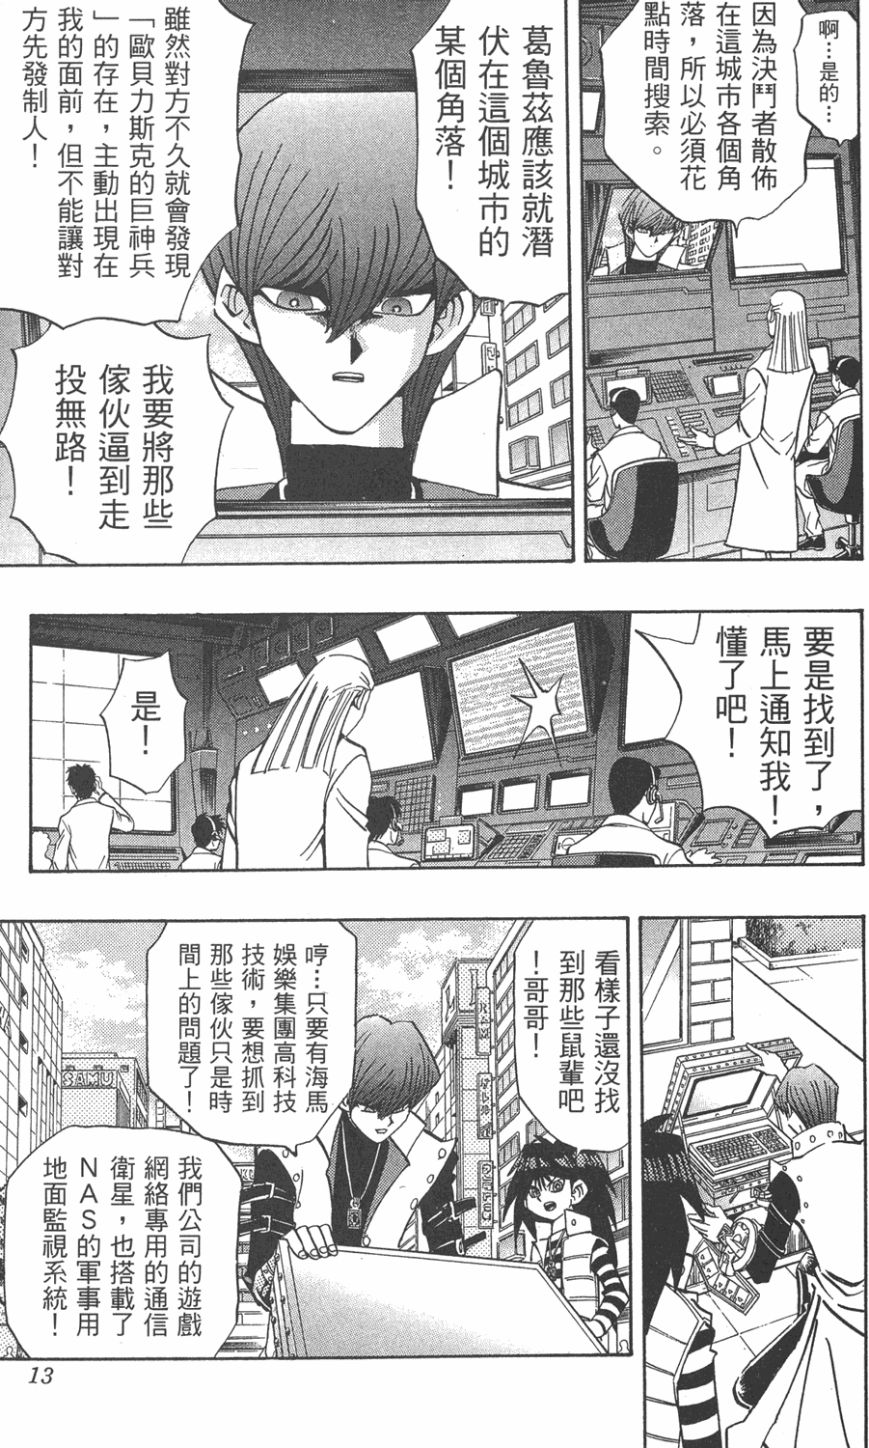 啊…是的…
因為決鬥者散佈
在這城市各個角
落，所以必須花
點時間搜索。
葛魯茲應該就潛
伏在這個城市的
某個角落！
雖然對方不久就會發現
「歐貝力斯克的巨神兵
」的存在，主動出現在
我的面前，但不能讓對
方先發制人！
我要將那些
傢伙逼到走
投無路！
要是找到了，
馬上通知我！
懂了吧！
是！
看樣子還沒找
到那些鼠輩吧
！哥哥！
哼…只要有海馬
娛樂集團高科技
技術，要想抓到
那些傢伙只是時
間上的問題了！
我們公司的遊戲
網絡專用的通信
衛星，也搭載了
NAS的軍事用
地面監視系統！
SAMU
13